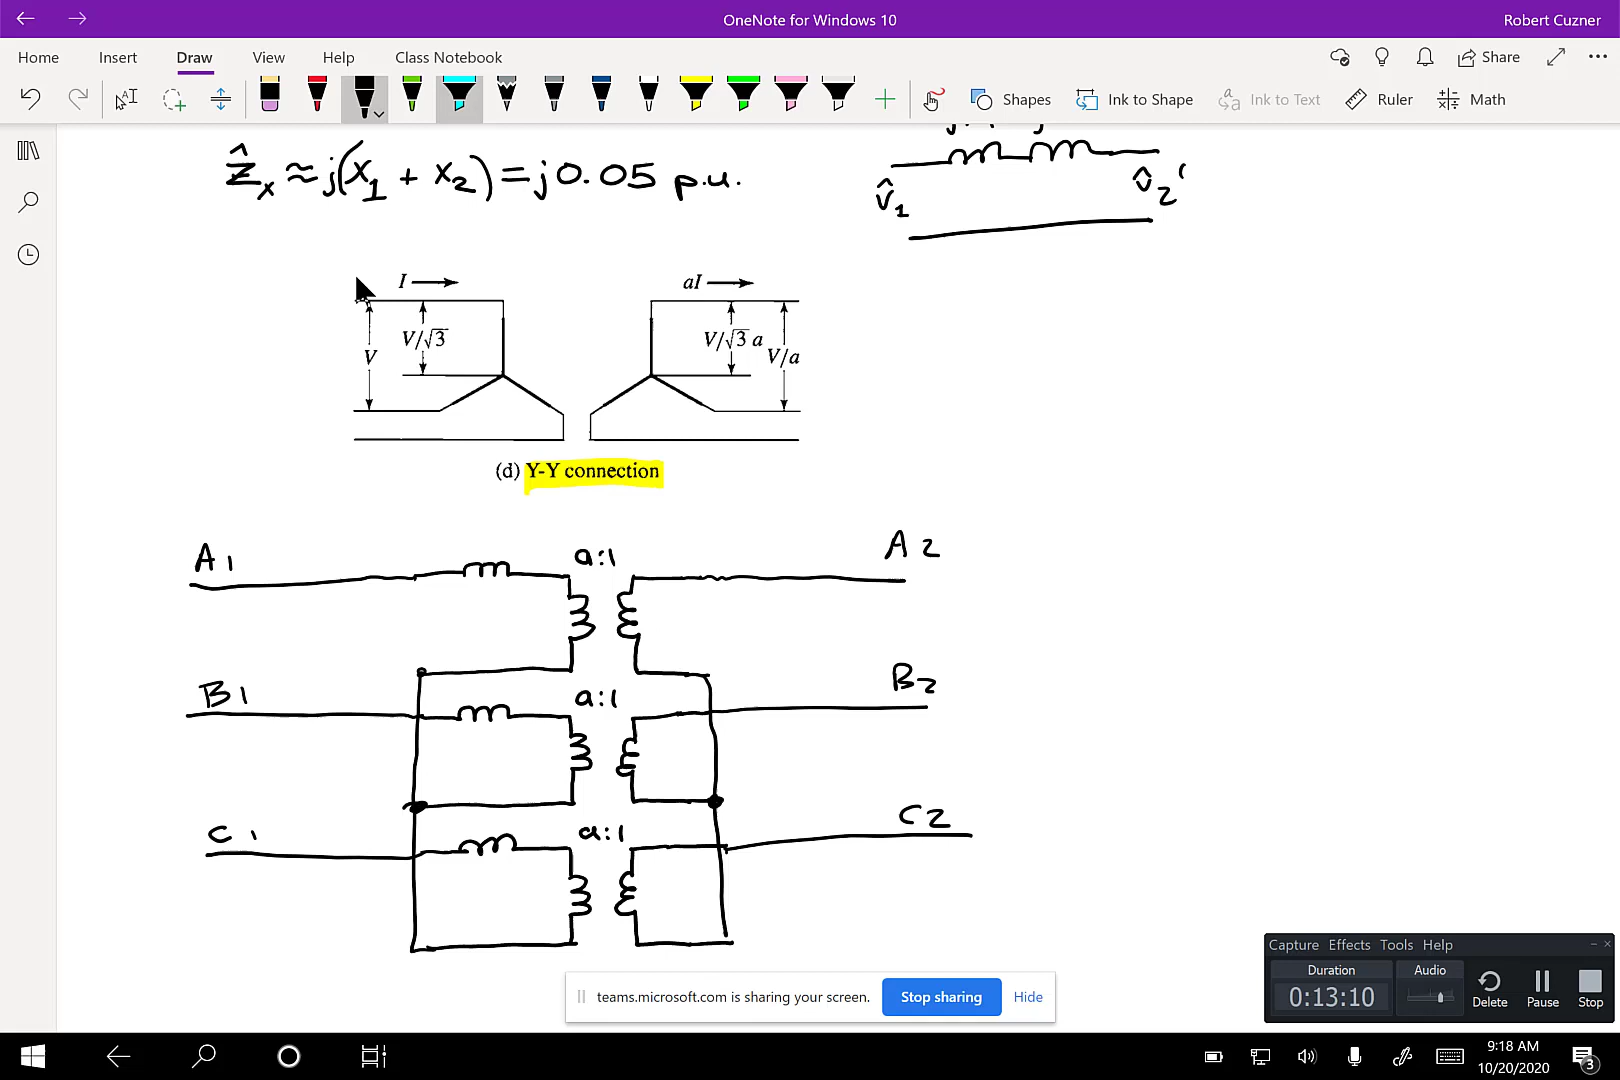 OneNote for Windows 10
Robert Cuzner
Home Insert Draw View Help Class Notebook
Share
Shapes Ink to Shape Ink to Text Ruler Math
ẑx ≈ j(x1 + x2) = j0.05 p.u.
v̂1
v̂2'
I
aI
V/√3
V
V/√3 a
V/a
(d) Y-Y connection
A1 a:1 A2
B1 a:1 B2
C1 a:1 C2
Capture Effects Tools Help
Duration Audio
0:13:10
Delete Pause Stop
teams.microsoft.com is sharing your screen. Stop sharing Hide
9:18 AM
10/20/2020
3